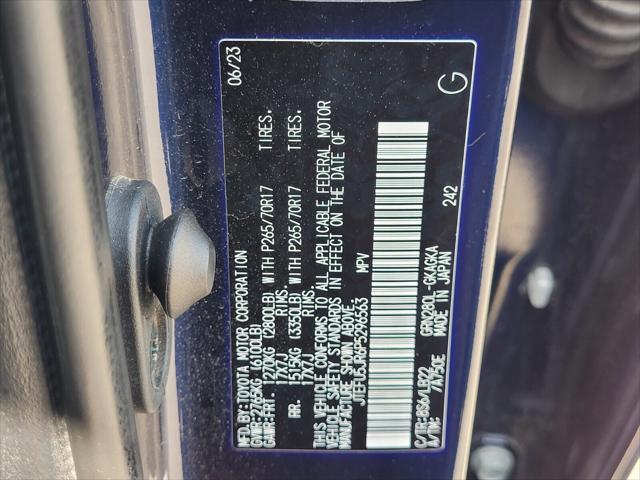 MFD.BY:TOYOTA MOTOR CORPORATION 06/23
GVWR:2765KG (6100LB)
GAWR:FRT. 1270KG (2800LB) WITH P265/70R17 TIRES.
17X7J RIMS.
RR. 1515KG (3350LB) WITH P265/70R17 TIRES.
17X7J RIMS.
THIS VEHICLE CONFORMS TO ALL APPLICABLE FEDERAL MOTOR
VEHICLE SAFETY STANDARDS IN EFFECT ON THE DATE OF
MANUFACTURE SHOWN ABOVE.
JTEFU5JR6P5296563 MPV
C/TR:8S6/LB22 GRN280L-GKAGKA 242
A/TM: /A750E MADE IN JAPAN
G